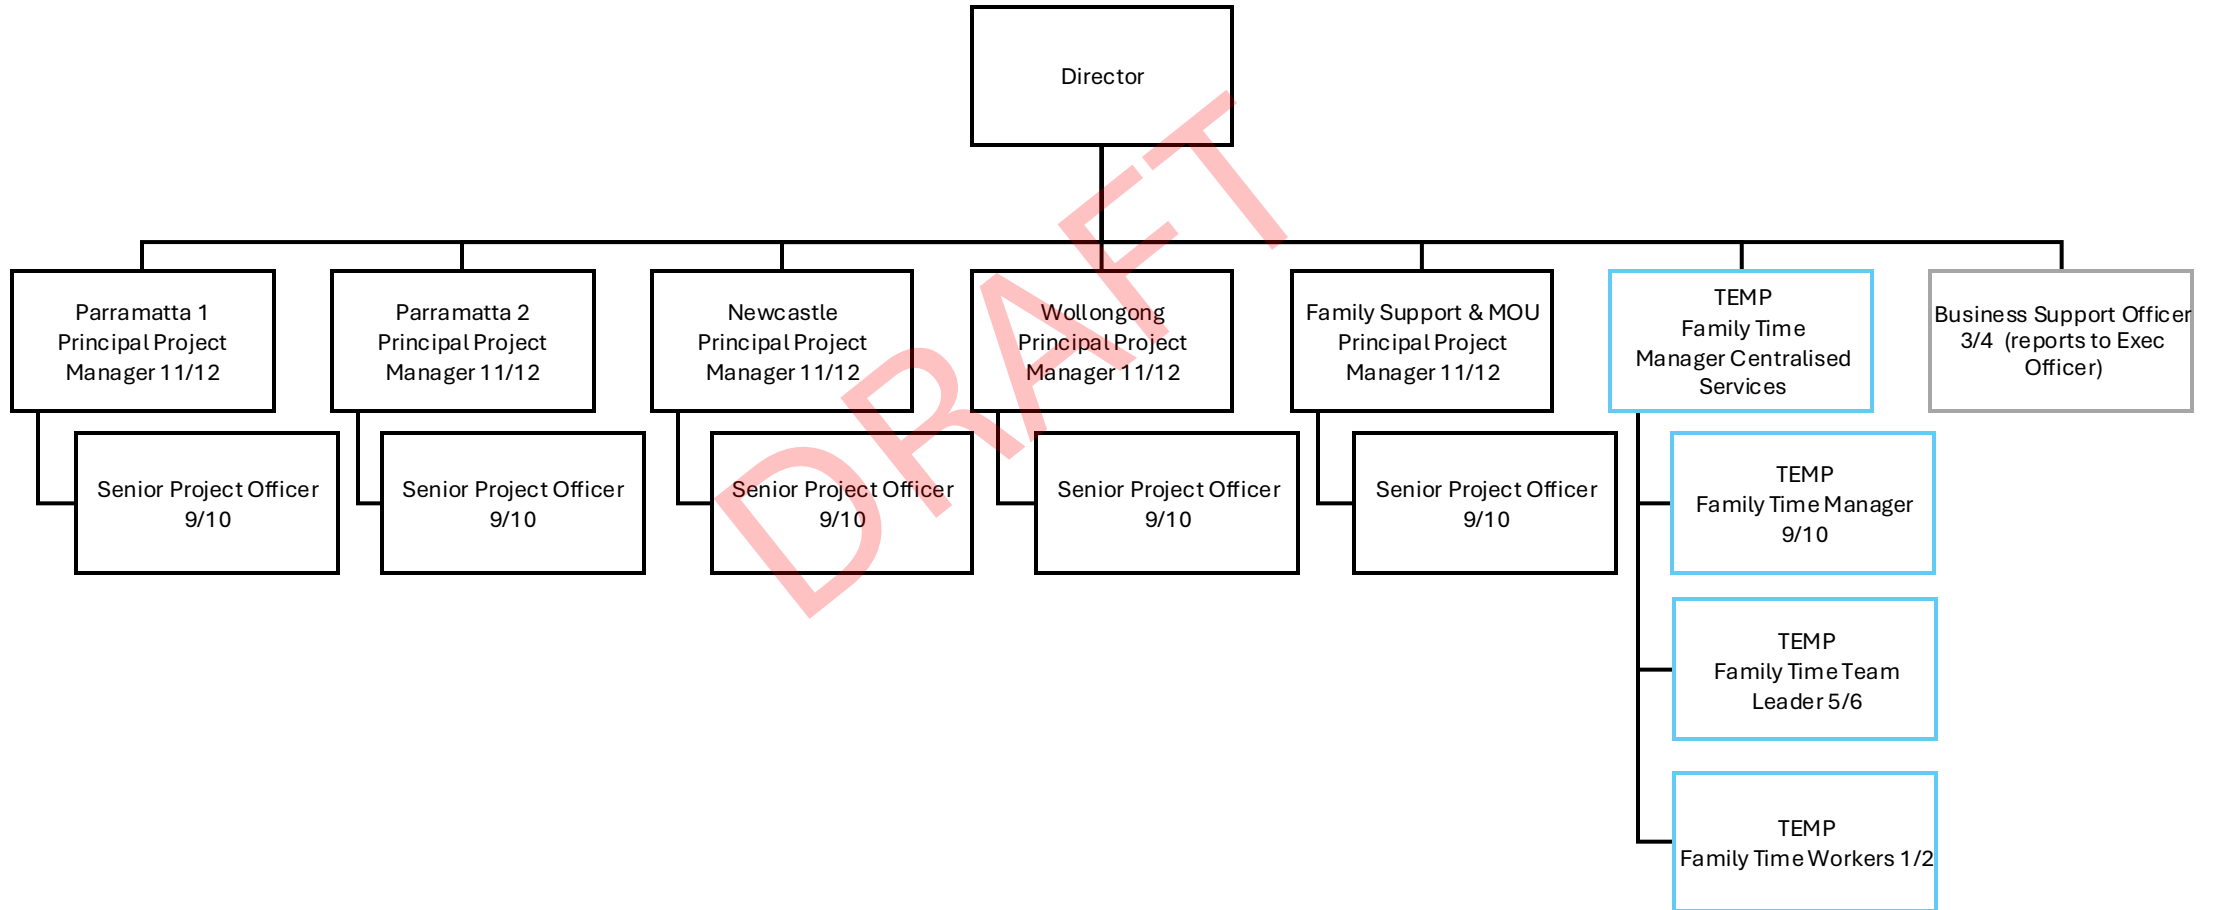 Director
DRAFT
Parramatta 1
Principal Project
Manager 11/12
Parramatta 2
Principal Project
Manager 11/12
Newcastle
Principal Project
Manager 11/12
Wollongong
Principal Project
Manager 11/12
Family Support & MOU
Principal Project
Manager 11/12
TEMP
Family Time
Manager Centralised
Services
Business Support Officer
3/4 (reports to Exec
Officer)
Senior Project Officer
9/10
Senior Project Officer
9/10
Senior Project Officer
9/10
Senior Project Officer
9/10
Senior Project Officer
9/10
TEMP
Family Time Manager
9/10
TEMP
Family Time Team
Leader 5/6
TEMP
Family Time Workers 1/2